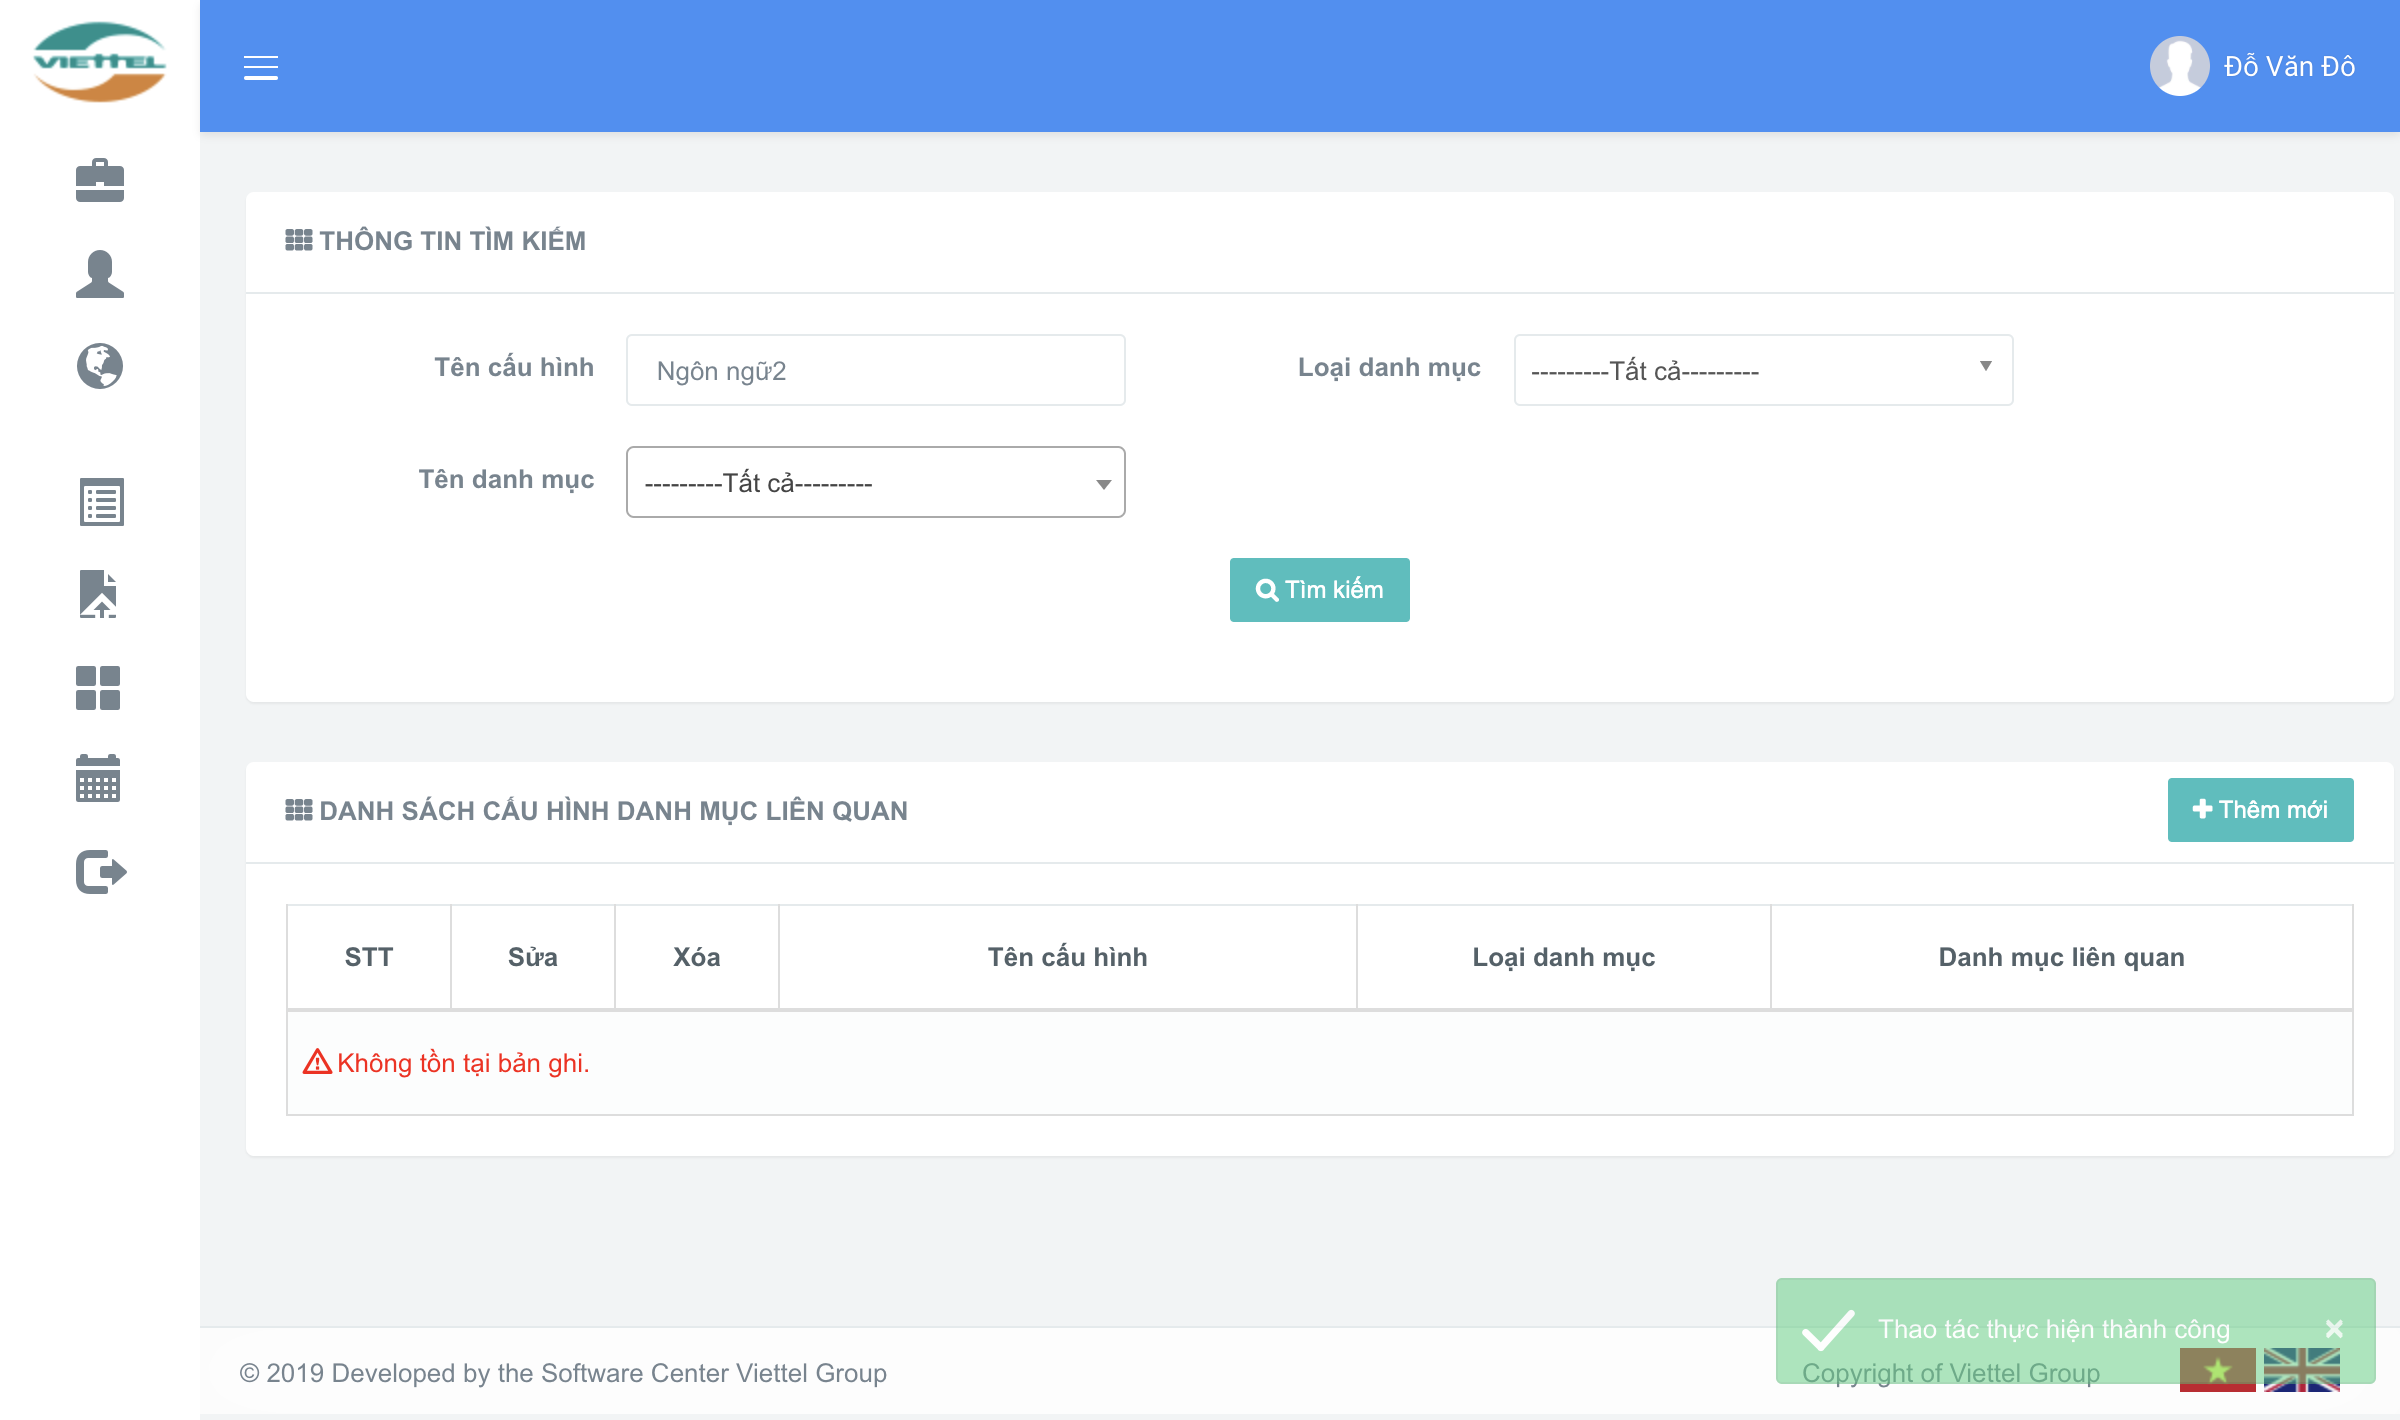 VIETTEL
Đỗ Văn Đô
THÔNG TIN TÌM KIẾM
Tên cấu hình
Ngôn ngữ2
Loại danh mục
---------Tất cả---------
Tên danh mục
---------Tất cả---------
Tìm kiếm
DANH SÁCH CẤU HÌNH DANH MỤC LIÊN QUAN
Thêm mới
STT Sửa Xóa Tên cấu hình Loại danh mục Danh mục liên quan
Không tồn tại bản ghi.
Thao tác thực hiện thành công ×
© 2019 Developed by the Software Center Viettel Group
Copyright of Viettel Group